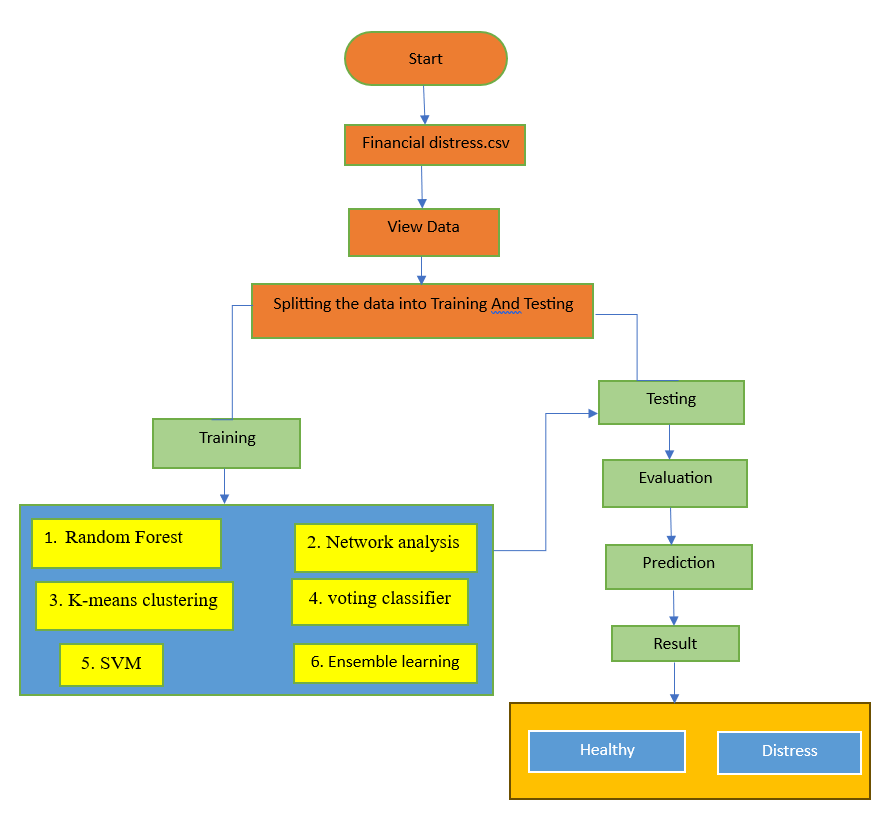 Start
Financial distress.csv
View Data
Splitting the data into Training And Testing
Training
1. Random Forest
2. Network analysis
3. K-means clustering
4. voting classifier
5. SVM
6. Ensemble learning
Testing
Evaluation
Prediction
Result
Healthy
Distress